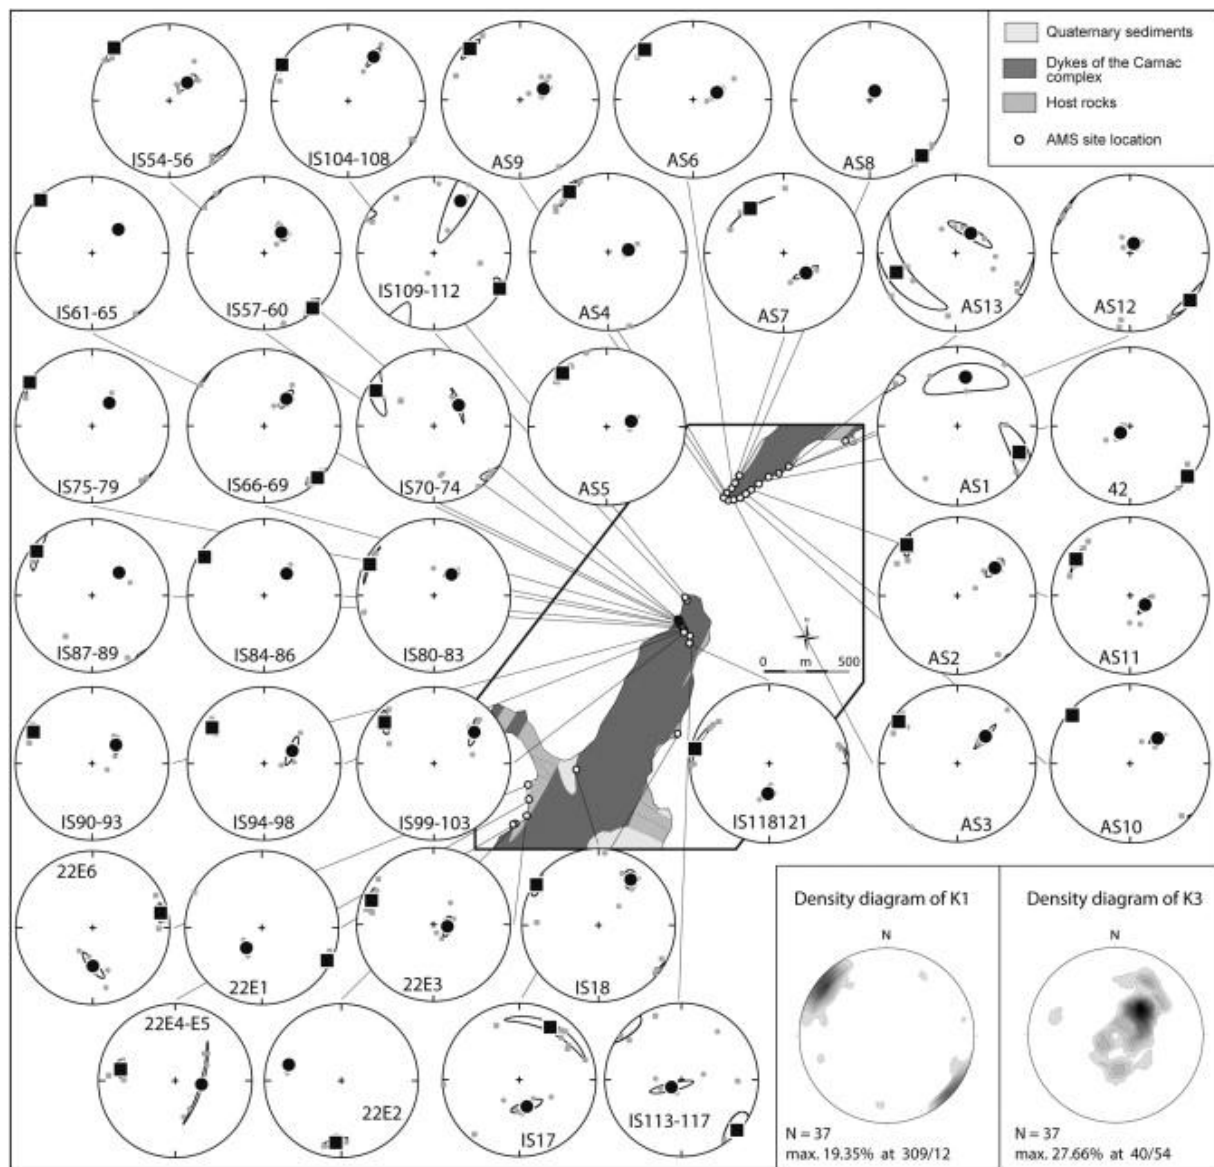 Quaternary sediments
Dykes of the Carnac
complex
Host rocks
AMS site location
IS54-56
IS104-108
AS9
AS6
AS8
IS61-65
IS57-60
IS109-112
AS4
AS7
AS13
AS12
IS75-79
IS66-69
IS70-74
AS5
AS1
42
IS87-89
IS84-86
IS80-83
AS2
AS11
0 m 500
IS90-93
IS94-98
IS99-103
IS118121
AS3
AS10
22E6
22E1
22E3
IS18
22E4-E5
22E2
IS17
IS113-117
Density diagram of K1
N
N = 37
max. 19.35% at 309/12
Density diagram of K3
N
N = 37
max. 27.66% at 40/54